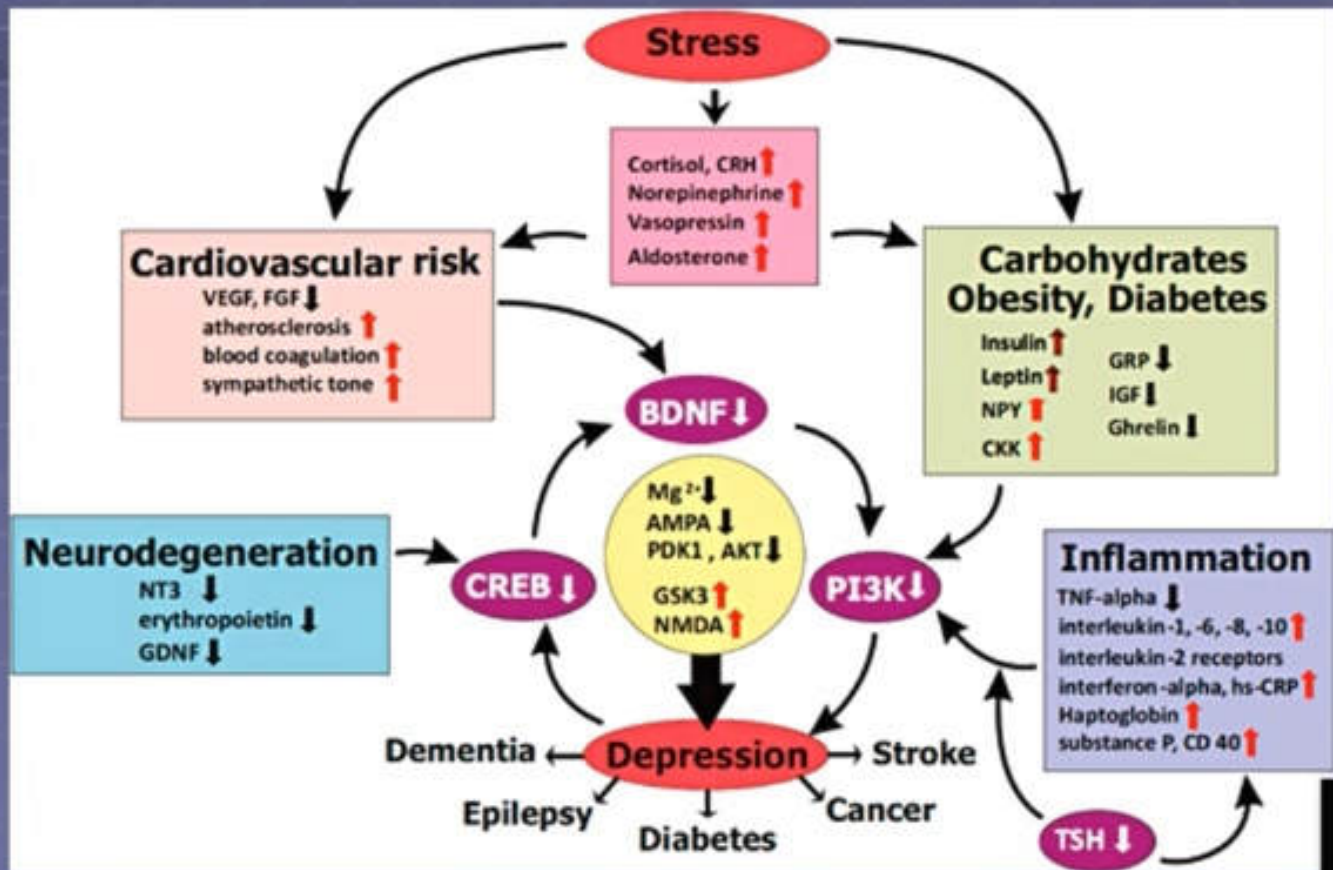 Stress
Cortisol, CRH ⬆
Norepinephrine ⬆
Vasopressin ⬆
Aldosterone ⬆
Cardiovascular risk
VEGF, FGF ⬇
atherosclerosis ⬆
blood coagulation ⬆
sympathetic tone ⬆
Carbohydrates
Obesity, Diabetes
Insulin ⬆
Leptin ⬆
NPY ⬆
CKK ⬆
GRP ⬇
IGF ⬇
Ghrelin ⬇
BDNF ⬇
Mg²⁺ ⬇
AMPA ⬇
PDK1 , AKT ⬇
GSK3 ⬆
NMDA ⬆
Neurodegeneration
NT3 ⬇
erythropoietin ⬇
GDNF ⬇
CREB ⬇
PI3K ⬇
Inflammation
TNF-alpha ⬇
interleukin-1, -6, -8, -10 ⬆
interleukin-2 receptors
interferon-alpha, hs-CRP ⬆
Haptoglobin ⬆
substance P, CD 40 ⬆
Depression
Dementia
Epilepsy
Diabetes
Cancer
Stroke
TSH ⬇